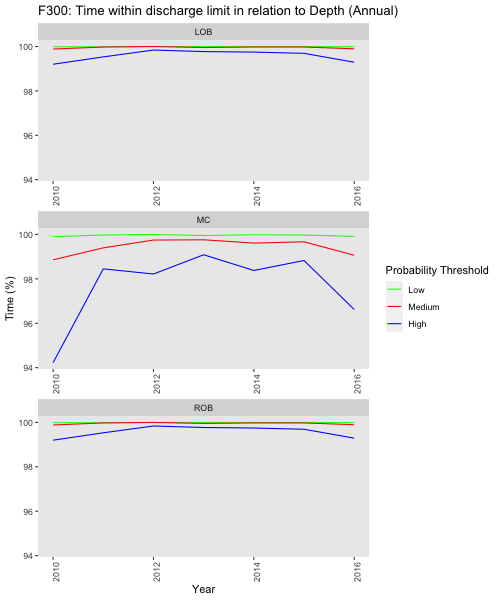 F300: Time within discharge limit in relation to Depth (Annual)
LOB
100
98
96
94
2010
2012
2014
2016
MC
100
98
96
94
2010
2012
2014
2016
ROB
100
98
96
94
2010
2012
2014
2016
Time (%)
Year
Probability Threshold
Low
Medium
High